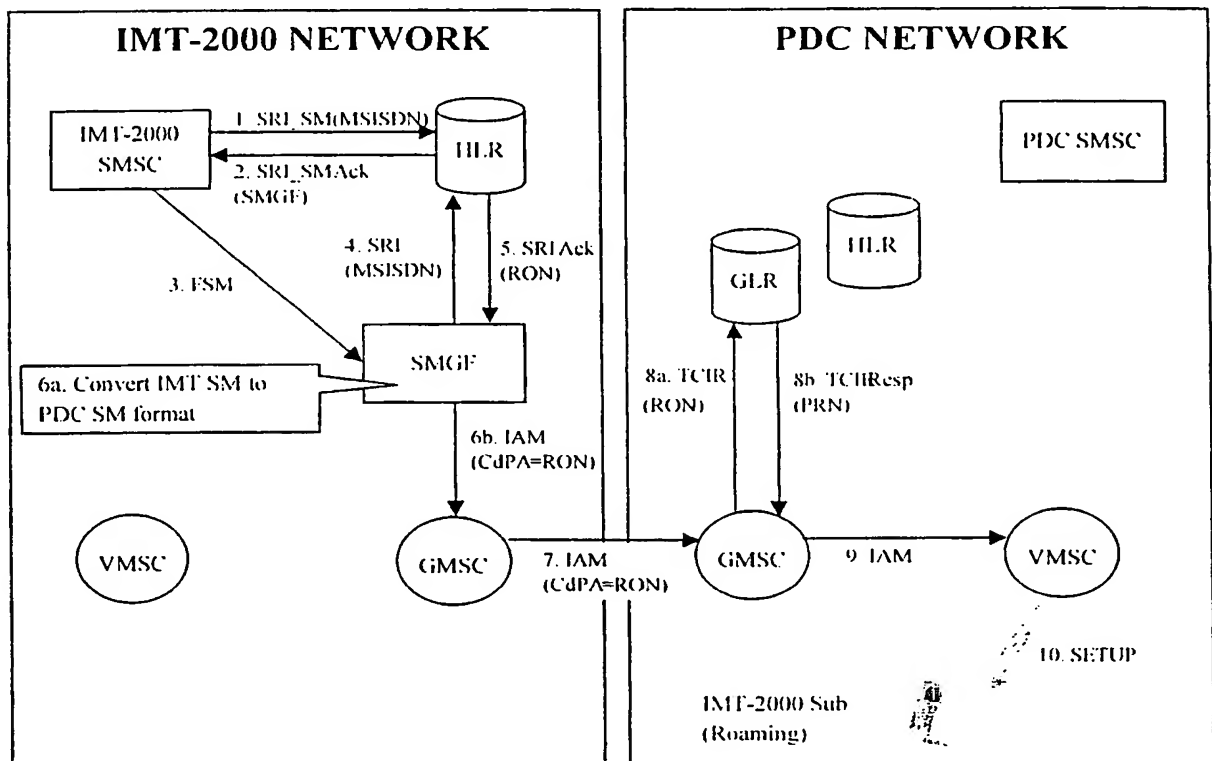 IMT-2000 NETWORK
PDC NETWORK
IMT-2000
SMSC
1. SRI_SM(MSISDN)
2. SRI_SMAck
(SMGF)
HLR
PDC SMSC
HLR
GLR
3. FSM
4. SRI
(MSISDN)
5. SRIAck
(RON)
SMGF
6a. Convert IMT SM to
PDC SM format
6b. IAM
(CdPA=RON)
8a. TCIR
(RON)
8b. TCIRResp
(PRN)
VMSC
GMSC
7. IAM
(CdPA=RON)
GMSC
9. IAM
VMSC
10. SETUP
IMT-2000 Sub
(Roaming)